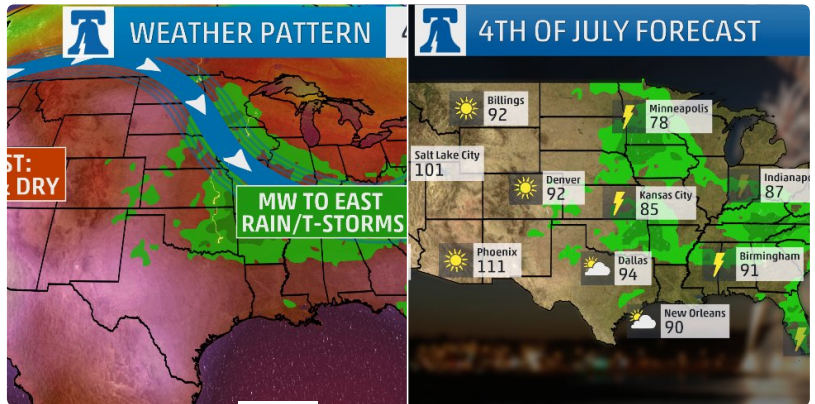 WEATHER PATTERN
ST:
& DRY
MW TO EAST
RAIN/T-STORMS
4TH OF JULY FORECAST
Billings
92
Minneapolis
78
Salt Lake City
101
Denver
92
Kansas City
85
Indianapo
87
Phoenix
111
Dallas
94
Birmingham
91
New Orleans
90